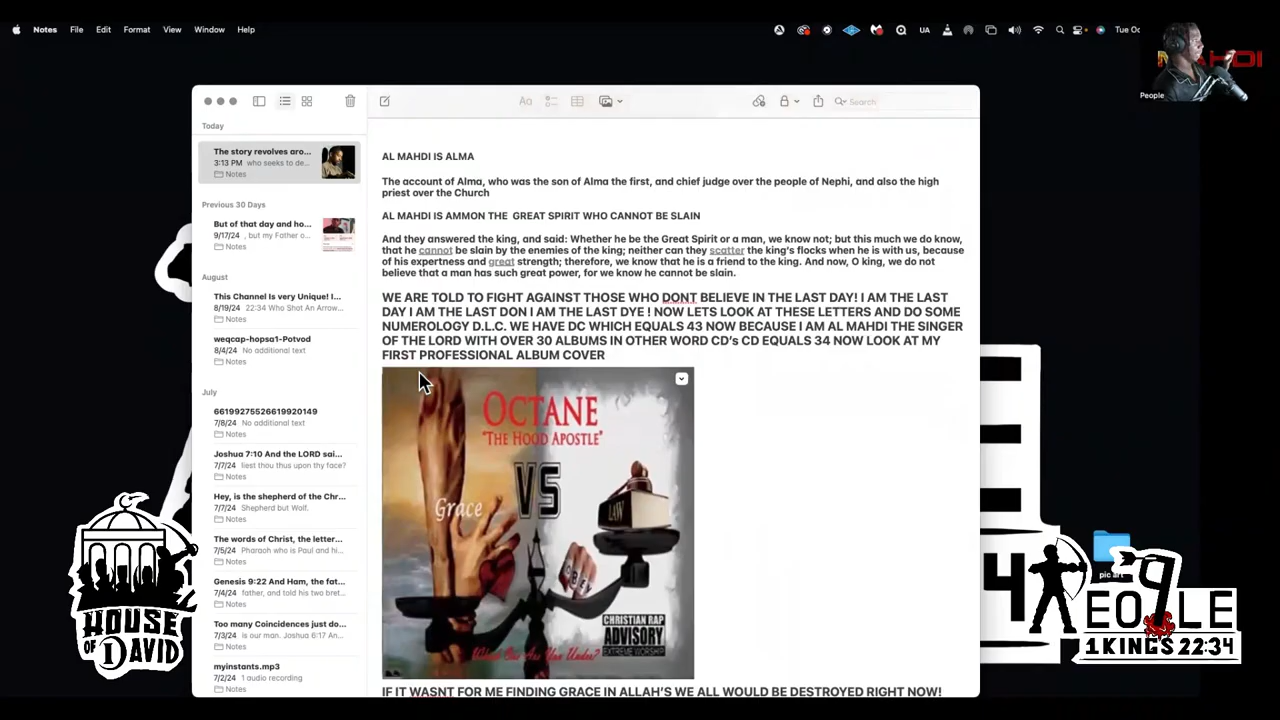 Notes File Edit Format View Window Help
UA
Tue Oc
People
Search
Today
The story revolves aro...
3:13 PM who seeks to de...
Notes
Previous 30 Days
But of that day and ho...
9/17/24 , but my Father o...
Notes
August
This Channel Is very Unique! I...
8/19/24 22:34 Who Shot An Arrow...
Notes
weqcap-hopsa1-Potvod
8/4/24 No additional text
Notes
July
66199275526619920149
7/8/24 No additional text
Notes
Joshua 7:10 And the LORD sai...
7/7/24 liest thou thus upon thy face?
Notes
Hey, is the shepherd of the Chr...
7/7/24 Shepherd but Wolf.
Notes
The words of Christ, the letter...
7/5/24 Pharaoh who is Paul and hi...
Notes
Genesis 9:22 And Ham, the fat...
7/4/24 father, and told his two bret...
Notes
Too many Coincidences just do...
7/3/24 is our man. Joshua 6:17 An...
Notes
myinstants.mp3
7/2/24 1 audio recording
Notes
AL MAHDI IS ALMA
The account of Alma, who was the son of Alma the first, and chief judge over the people of Nephi, and also the high
priest over the Church
AL MAHDI IS AMMON THE GREAT SPIRIT WHO CANNOT BE SLAIN
And they answered the king, and said: Whether he be the Great Spirit or a man, we know not; but this much we do know,
that he cannot be slain by the enemies of the king; neither can they scatter the king's flocks when he is with us, because
of his expertness and great strength; therefore, we know that he is a friend to the king. And now, O king, we do not
believe that a man has such great power, for we know he cannot be slain.
WE ARE TOLD TO FIGHT AGAINST THOSE WHO DONT BELIEVE IN THE LAST DAY! I AM THE LAST
DAY I AM THE LAST DON I AM THE LAST DYE ! NOW LETS LOOK AT THESE LETTERS AND DO SOME
NUMEROLOGY D.L.C. WE HAVE DC WHICH EQUALS 43 NOW BECAUSE I AM AL MAHDI THE SINGER
OF THE LORD WITH OVER 30 ALBUMS IN OTHER WORD CD's CD EQUALS 34 NOW LOOK AT MY
FIRST PROFESSIONAL ALBUM COVER
OCTANE
"THE HOOD APOSTLE"
VS
Grace
LAW
CHRISTIAN RAP
ADVISORY
EXTREME WORSHIP
Which One Are You Under?
IF IT WASNT FOR ME FINDING GRACE IN ALLAH'S WE ALL WOULD BE DESTROYED RIGHT NOW!
HOUSE
OF DAVID
EO LE
1 KINGS 22:34